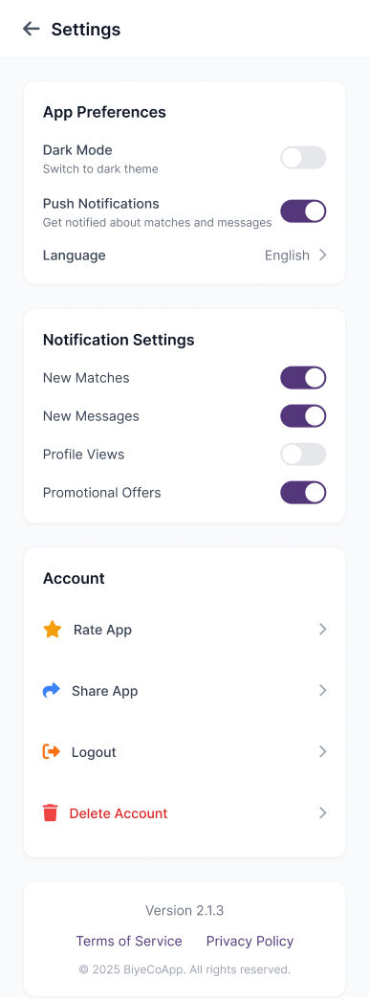 Settings
App Preferences
Dark Mode
Switch to dark theme
Push Notifications
Get notified about matches and messages
Language English
Notification Settings
New Matches
New Messages
Profile Views
Promotional Offers
Account
Rate App
Share App
Logout
Delete Account
Version 2.1.3
Terms of Service Privacy Policy
© 2025 BiyeCoApp. All rights reserved.